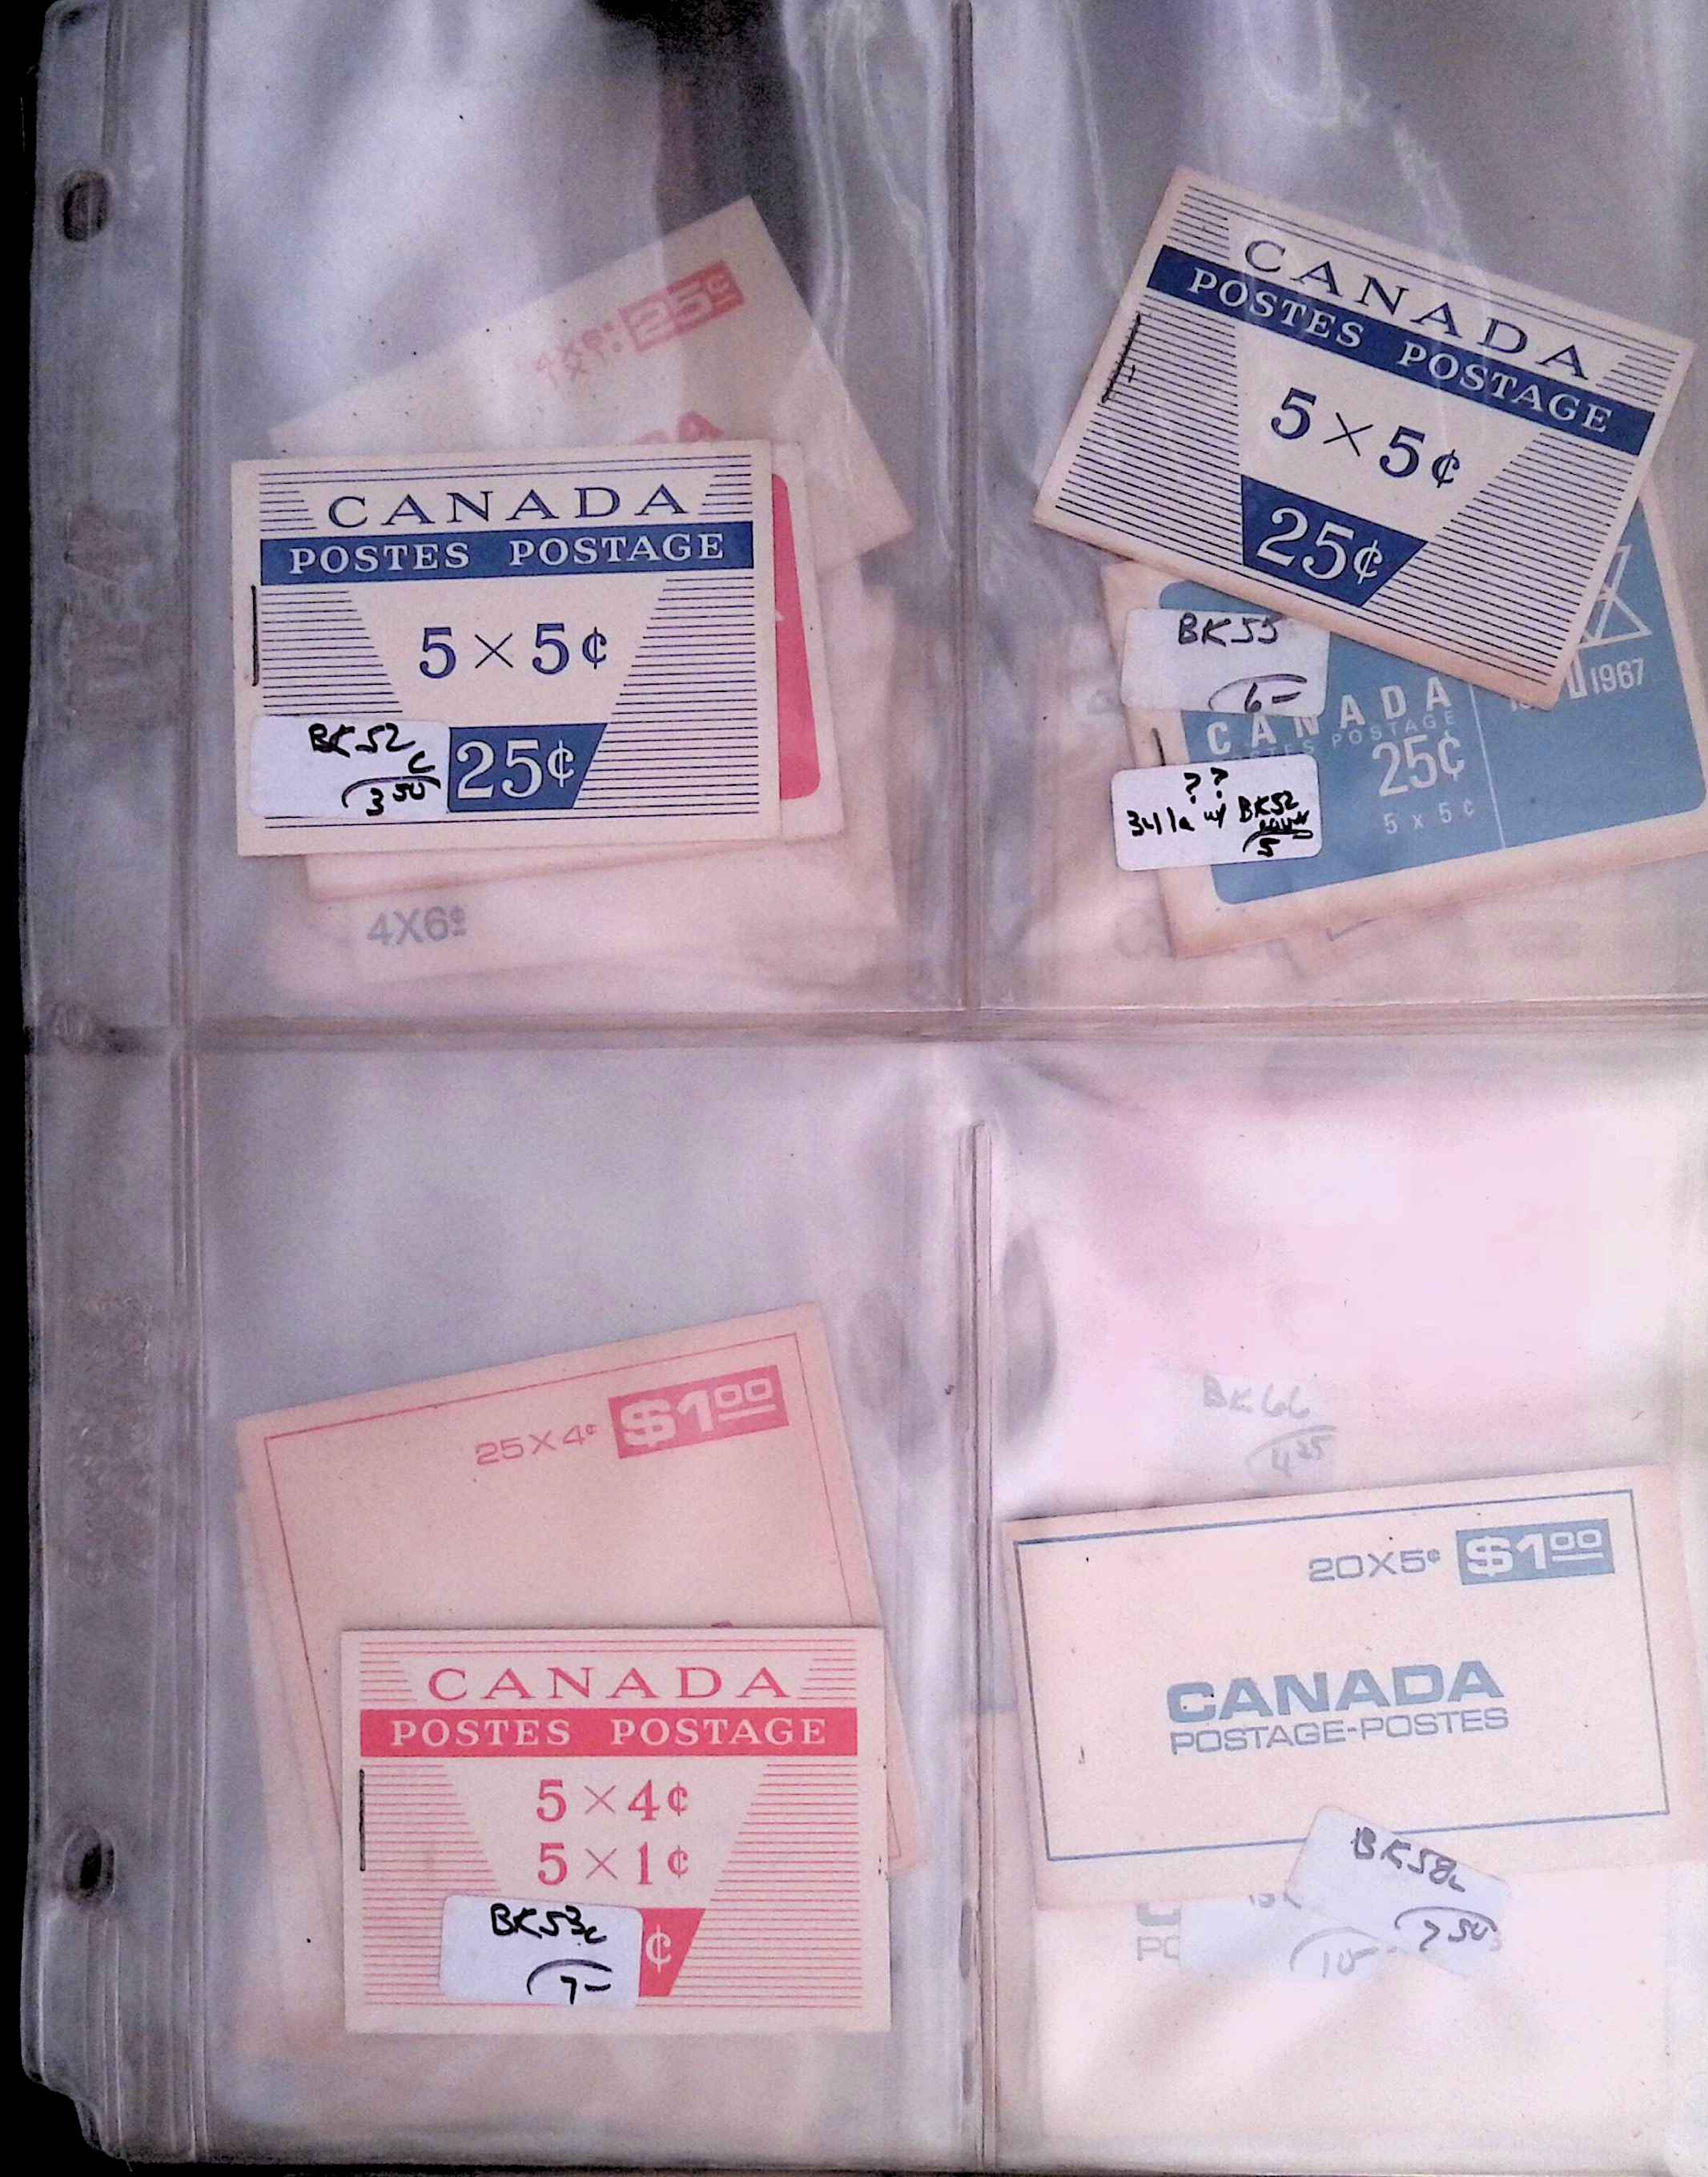 4X6¢ 25¢
CANADA
POSTES POSTAGE
5 × 5¢
25¢
BK52c
3 50
4X6¢
CANADA
POSTES POSTAGE
5 × 5¢
25¢
BK55
6 –
1967
CANADA
POSTES POSTAGE
25¢
5 x 5¢
? ?
341a w/ BK52
5
25X4¢ $1 00
CANADA
POSTES POSTAGE
5 × 4¢
5 × 1¢
¢
BK53c
7 –
BK66
4 25
20X5¢ $1 00
CANADA
POSTAGE-POSTES
BK58c
7 50
10